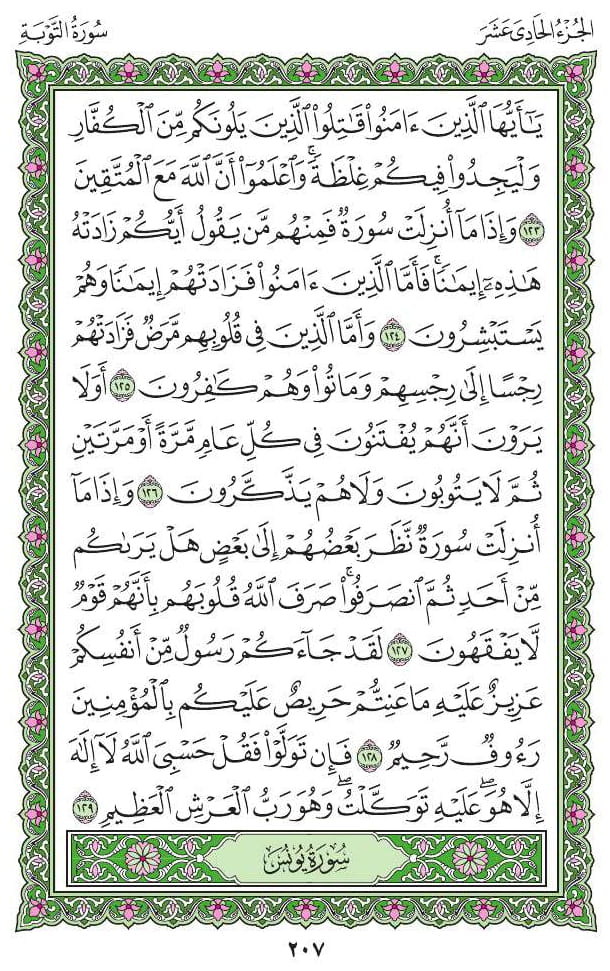 الجُزْءُ الحَادِىَ عَشَرَ
سُورَةُ التَّوْبَةِ
يَـٰٓأَيُّهَا ٱلَّذِينَ ءَامَنُوا۟ قَـٰتِلُوا۟ ٱلَّذِينَ يَلُونَكُم مِّنَ ٱلْكُفَّارِ
وَلْيَجِدُوا۟ فِيكُمْ غِلْظَةً ۚ وَٱعْلَمُوٓا۟ أَنَّ ٱللَّهَ مَعَ ٱلْمُتَّقِينَ
١٢٣ وَإِذَا مَآ أُنزِلَتْ سُورَةٌ فَمِنْهُم مَّن يَقُولُ أَيُّكُمْ زَادَتْهُ
هَـٰذِهِۦٓ إِيمَـٰنًا ۚ فَأَمَّا ٱلَّذِينَ ءَامَنُوا۟ فَزَادَتْهُمْ إِيمَـٰنًا وَهُمْ
يَسْتَبْشِرُونَ ١٢٤ وَأَمَّا ٱلَّذِينَ فِى قُلُوبِهِم مَّرَضٌ فَزَادَتْهُمْ
رِجْسًا إِلَىٰ رِجْسِهِمْ وَمَاتُوا۟ وَهُمْ كَـٰفِرُونَ ١٢٥ أَوَلَا
يَرَوْنَ أَنَّهُمْ يُفْتَنُونَ فِى كُلِّ عَامٍ مَّرَّةً أَوْ مَرَّتَيْنِ
ثُمَّ لَا يَتُوبُونَ وَلَا هُمْ يَذَّكَّرُونَ ١٢٦ وَإِذَا مَآ
أُنزِلَتْ سُورَةٌ نَّظَرَ بَعْضُهُمْ إِلَىٰ بَعْضٍ هَلْ يَرَىٰكُم
مِّنْ أَحَدٍ ثُمَّ ٱنصَرَفُوا۟ ۚ صَرَفَ ٱللَّهُ قُلُوبَهُم بِأَنَّهُمْ قَوْمٌ
لَّا يَفْقَهُونَ ١٢٧ لَقَدْ جَآءَكُمْ رَسُولٌ مِّنْ أَنفُسِكُمْ
عَزِيزٌ عَلَيْهِ مَا عَنِتُّمْ حَرِيصٌ عَلَيْكُم بِٱلْمُؤْمِنِينَ
رَءُوفٌ رَّحِيمٌ ١٢٨ فَإِن تَوَلَّوْا۟ فَقُلْ حَسْبِىَ ٱللَّهُ لَآ إِلَـٰهَ
إِلَّا هُوَ ۖ عَلَيْهِ تَوَكَّلْتُ ۖ وَهُوَ رَبُّ ٱلْعَرْشِ ٱلْعَظِيمِ ١٢٩
سُورَةُ يُونُسَ
٢٠٧